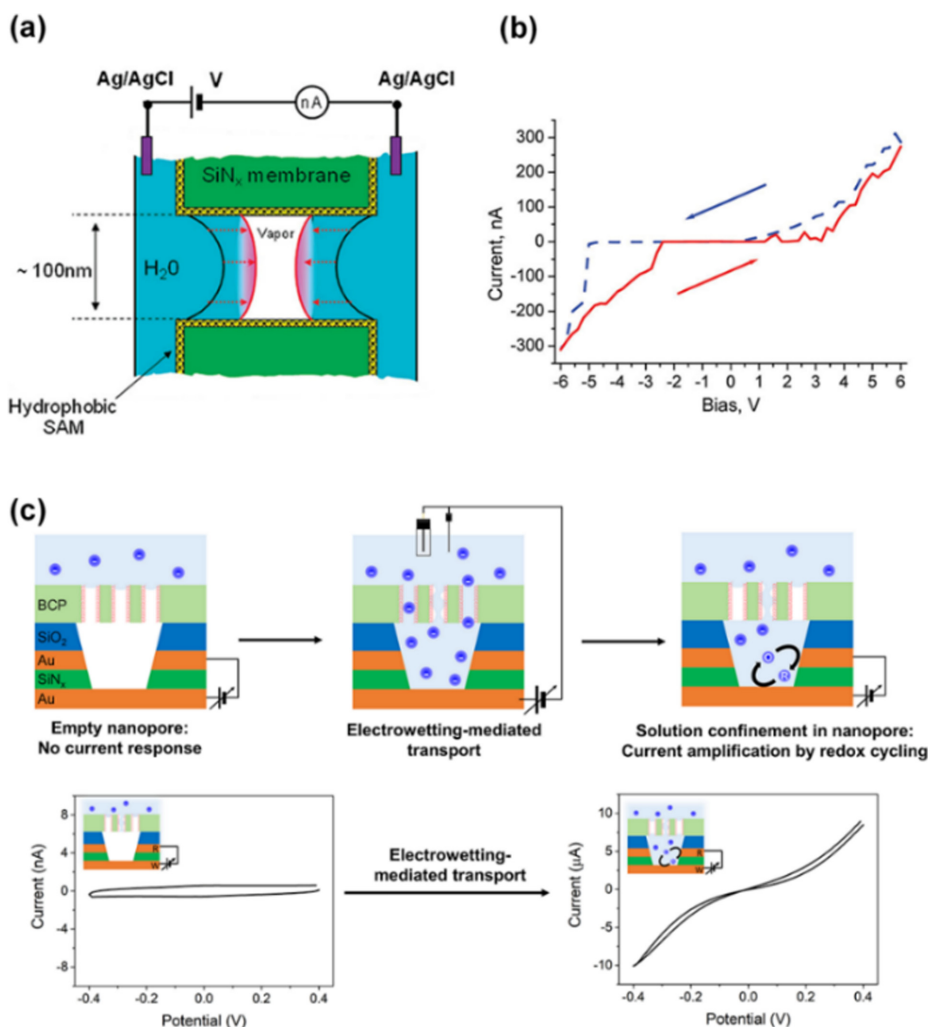 (a)
Ag/AgCl
V
nA
Ag/AgCl
SiNx membrane
Vapor
~ 100nm
H20
Hydrophobic
SAM
(b)
Current, nA
300
200
100
0
-100
-200
-300
-6 -5 -4 -3 -2 -1 0 1 2 3 4 5 6
Bias, V
(c)
BCP
SiO2
Au
SiNx
Au
Empty nanopore:
No current response
Electrowetting-mediated
transport
R
Solution confinement in nanopore:
Current amplification by redox cycling
Current (nA)
8
4
0
-4
-8
R
W
-0.4 -0.2 0.0 0.2 0.4
Potential (V)
Electrowetting-
mediated transport
Current (μA)
10
5
0
-5
-10
R
W
-0.4 -0.2 0.0 0.2 0.4
Potential (V)